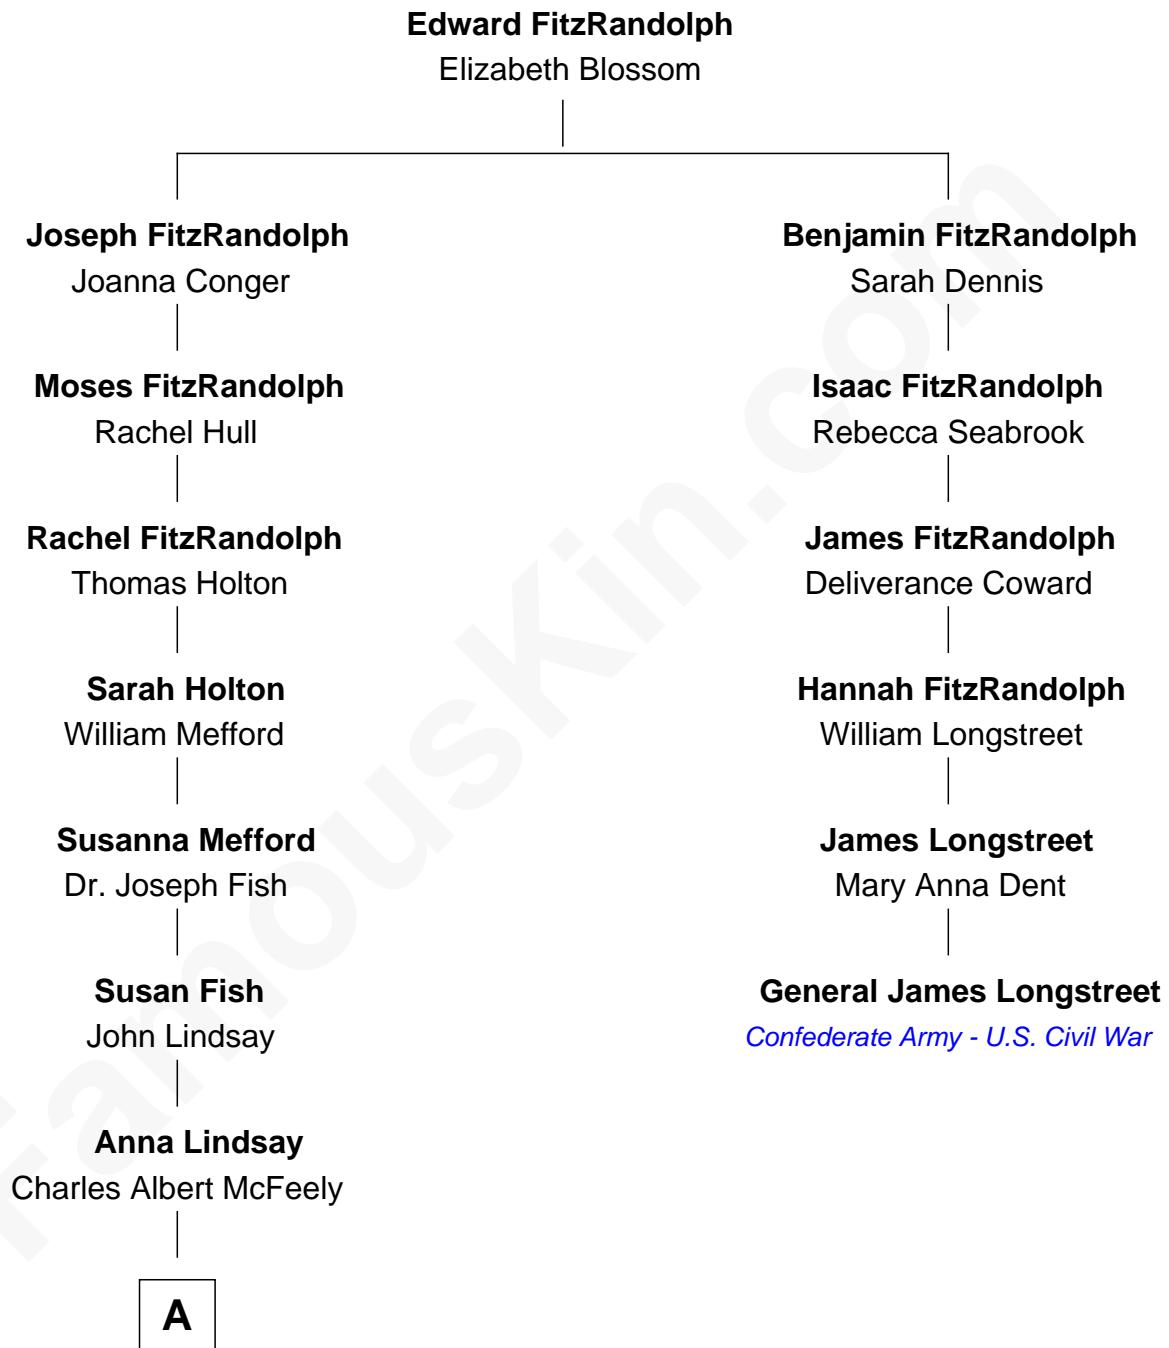 Edward FitzRandolph
Elizabeth Blossom
Joseph FitzRandolph
Joanna Conger
Benjamin FitzRandolph
Sarah Dennis
Moses FitzRandolph
Rachel Hull
Isaac FitzRandolph
Rebecca Seabrook
Rachel FitzRandolph
Thomas Holton
James FitzRandolph
Deliverance Coward
Sarah Holton
William Mefford
Hannah FitzRandolph
William Longstreet
Susanna Mefford
Dr. Joseph Fish
James Longstreet
Mary Anna Dent
Susan Fish
John Lindsay
General James Longstreet
Confederate Army - U.S. Civil War
Anna Lindsay
Charles Albert McFeely
A
FamousKin.com